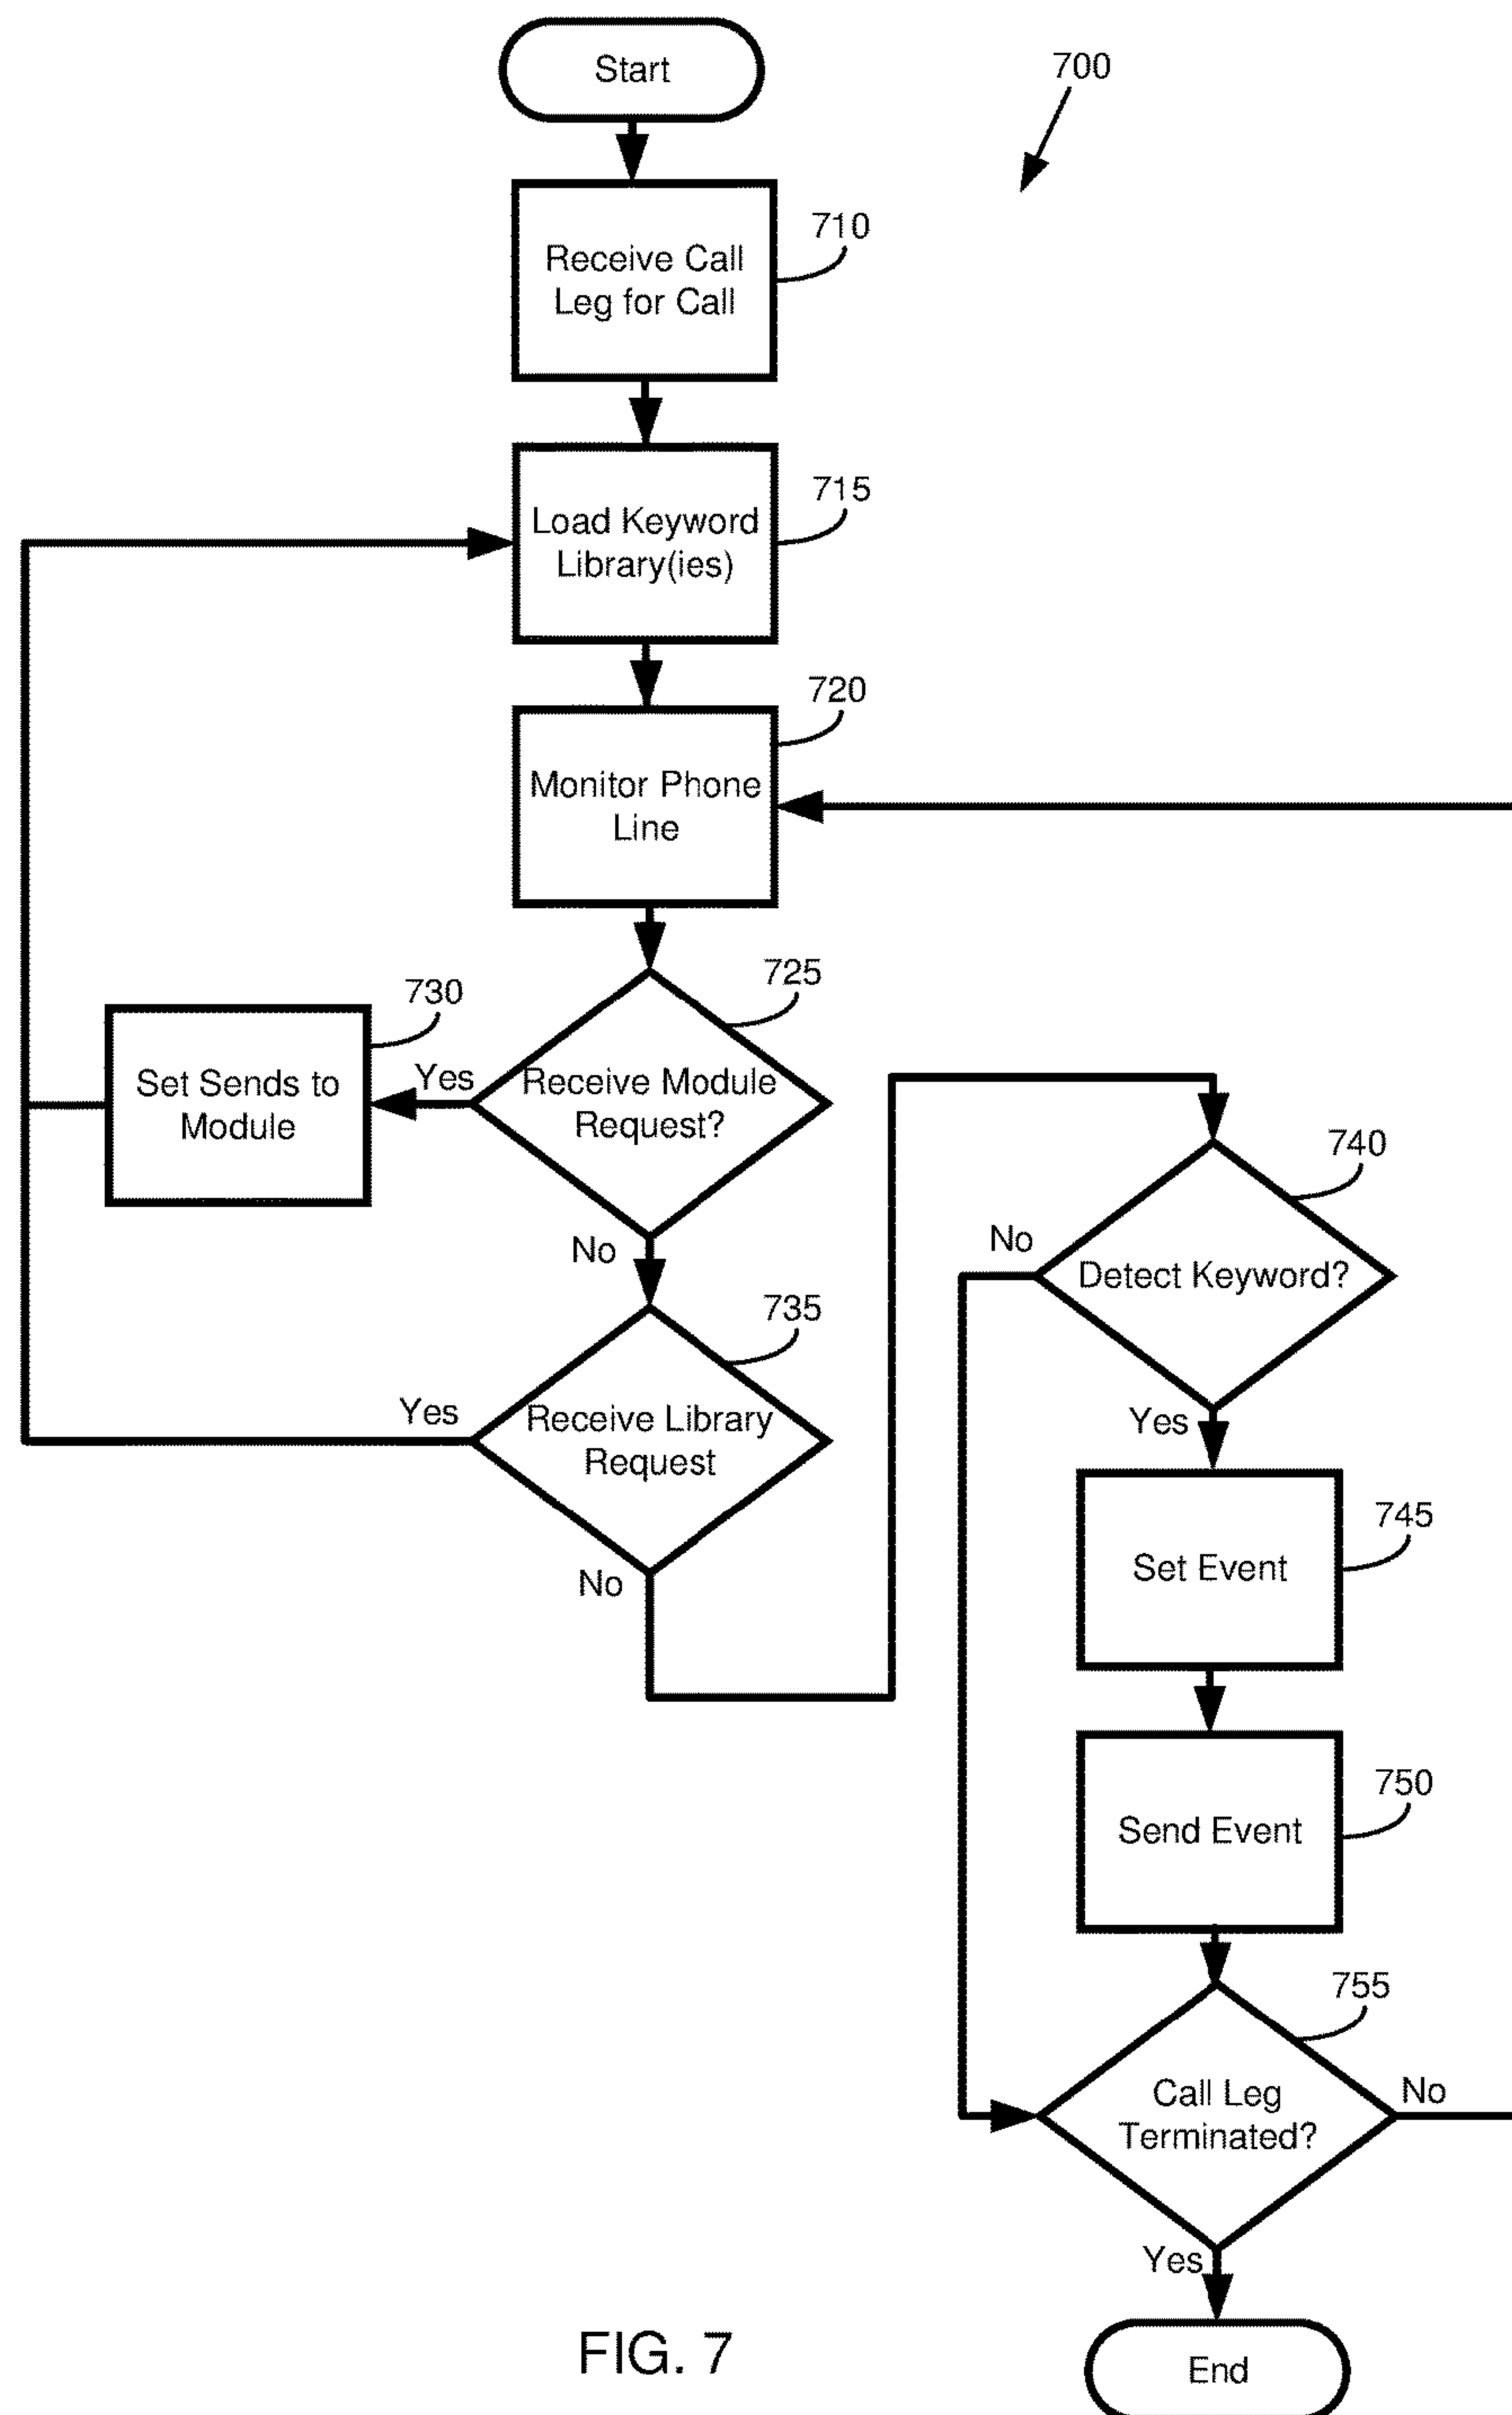 Start
700
710
Receive Call
Leg for Call
715
Load Keyword
Library(ies)
720
Monitor Phone
Line
725
Receive Module
Request?
Yes
730
Set Sends to
Module
No
735
Receive Library
Request
Yes
No
740
Detect Keyword?
No
Yes
745
Set Event
750
Send Event
755
Call Leg
Terminated?
No
Yes
End
FIG. 7